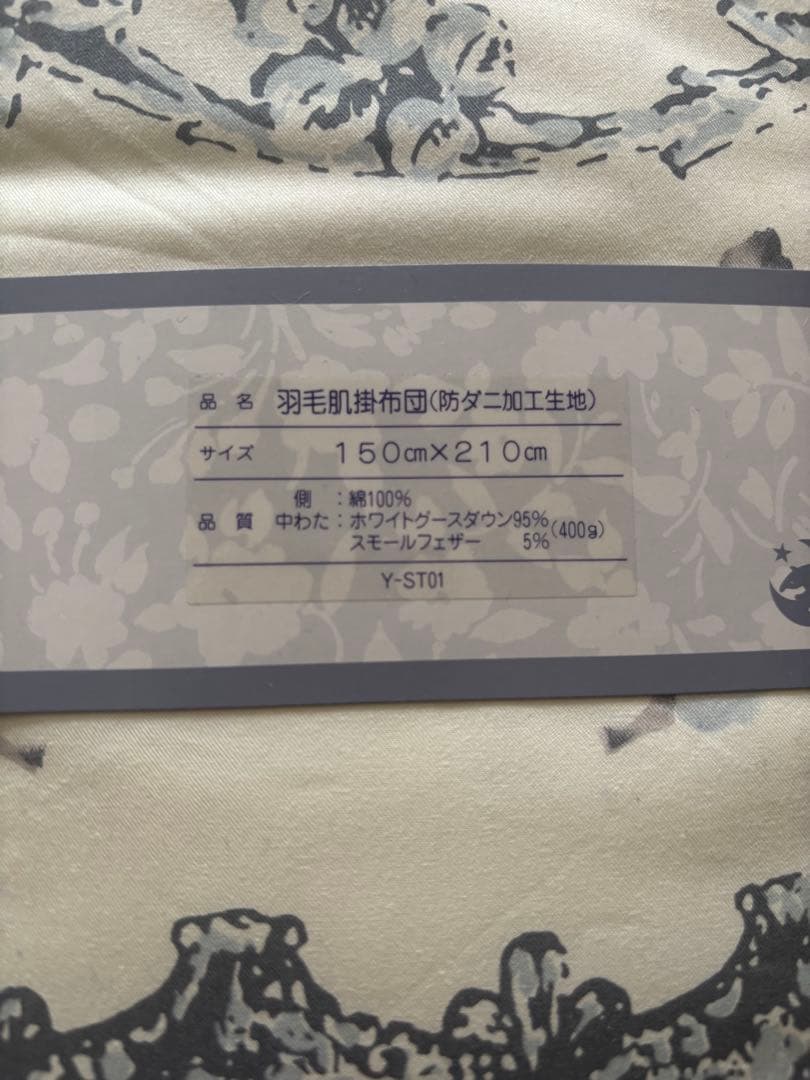 品 名 羽毛肌掛布団(防ダニ加工生地)
サイズ 150㎝×210㎝
側 :綿100%
品 質 中わた:ホワイトグースダウン95%(400g)
スモールフェザー 5%
Y-ST01